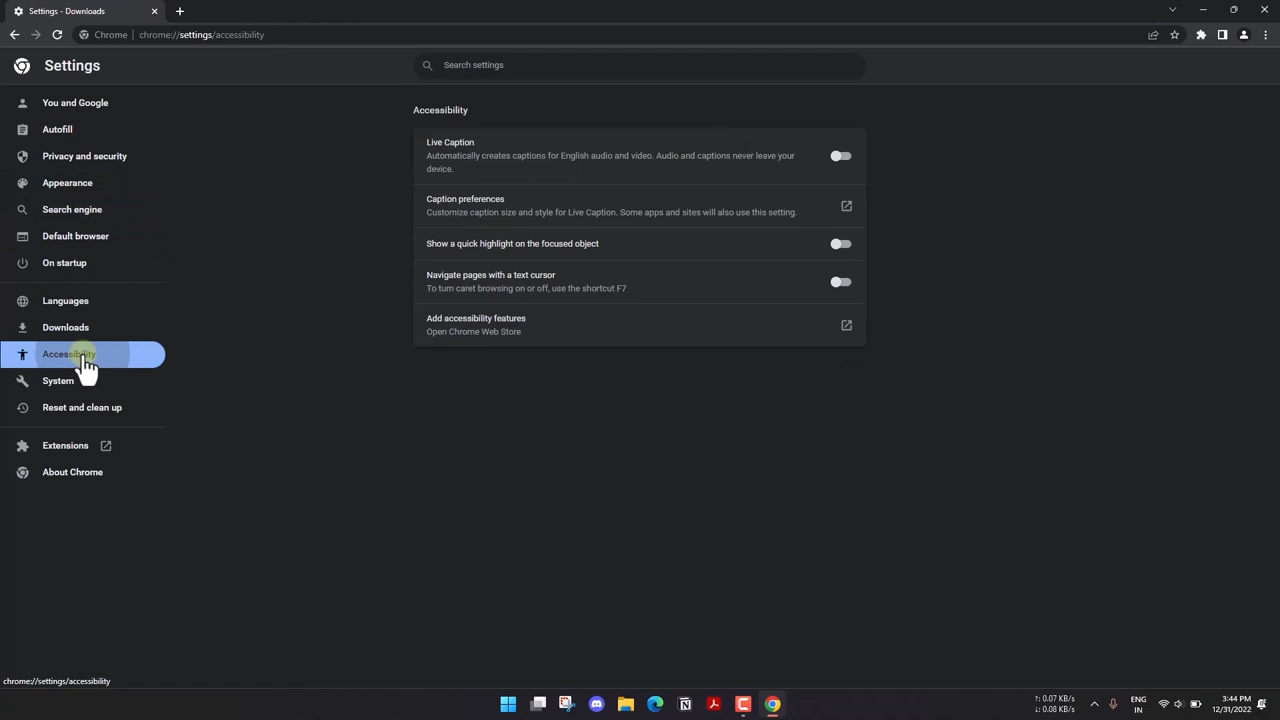 Settings - Downloads
Chrome
chrome://settings/accessibility
Settings
Search settings
You and Google
Autofill
Privacy and security
Appearance
Search engine
Default browser
On startup
Languages
Downloads
Accessibility
System
Reset and clean up
Extensions
About Chrome
Accessibility
Live Caption
Automatically creates captions for English audio and video. Audio and captions never leave your
device.
Caption preferences
Customize caption size and style for Live Caption. Some apps and sites will also use this setting.
Show a quick highlight on the focused object
Navigate pages with a text cursor
To turn caret browsing on or off, use the shortcut F7
Add accessibility features
Open Chrome Web Store
chrome://settings/accessibility
↑: 0.07 KB/s
↓: 0.08 KB/s
ENG
IN
3:44 PM
12/31/2022